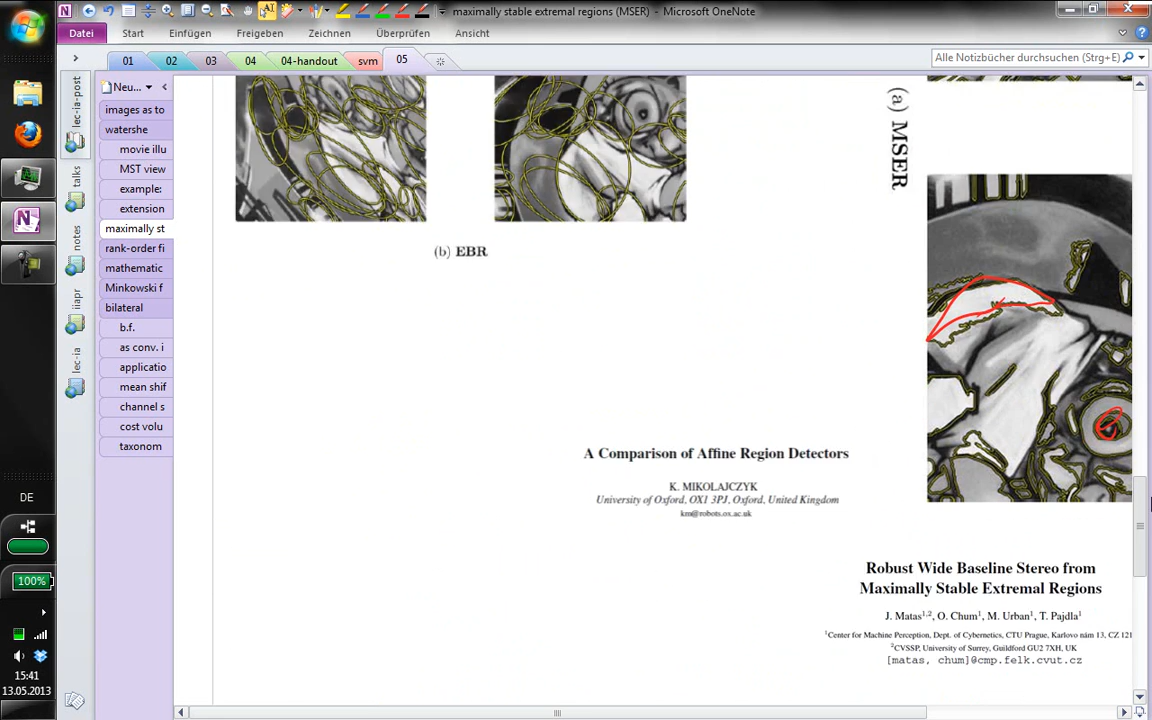 maximally stable extremal regions (MSER) – Microsoft OneNote
Datei Start Einfügen Freigeben Zeichnen Überprüfen Ansicht
01 02 03 04 04-handout svm 05
Alle Notizbücher durchsuchen (Strg+E)
Neu...
images as to
watershe
movie illu
MST view
example:
extension
maximally st
rank-order fi
mathematic
Minkowski f
bilateral
b.f.
as conv. i
applicatio
mean shif
channel s
cost volu
taxonom
lec-ia-post
talks
notes
iiapr
lec-ia
DE
100%
15:41
13.05.2013
(b) EBR
(a) MSER
A Comparison of Affine Region Detectors
K. MIKOLAJCZYK
University of Oxford, OX1 3PJ, Oxford, United Kingdom
km@robots.ox.ac.uk
Robust Wide Baseline Stereo from
Maximally Stable Extremal Regions
J. Matas1,2, O. Chum1, M. Urban1, T. Pajdla1
1Center for Machine Perception, Dept. of Cybernetics, CTU Prague, Karlovo nám 13, CZ 121
2CVSSP, University of Surrey, Guildford GU2 7XH, UK
[matas, chum]@cmp.felk.cvut.cz